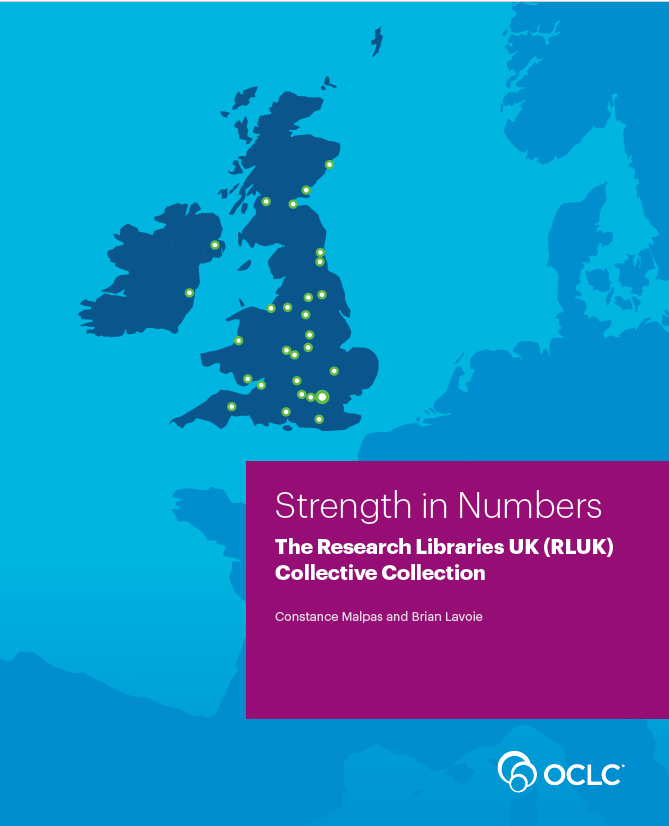 Strength in Numbers
The Research Libraries UK (RLUK)
Collective Collection
Constance Malpas and Brian Lavoie
OCLC